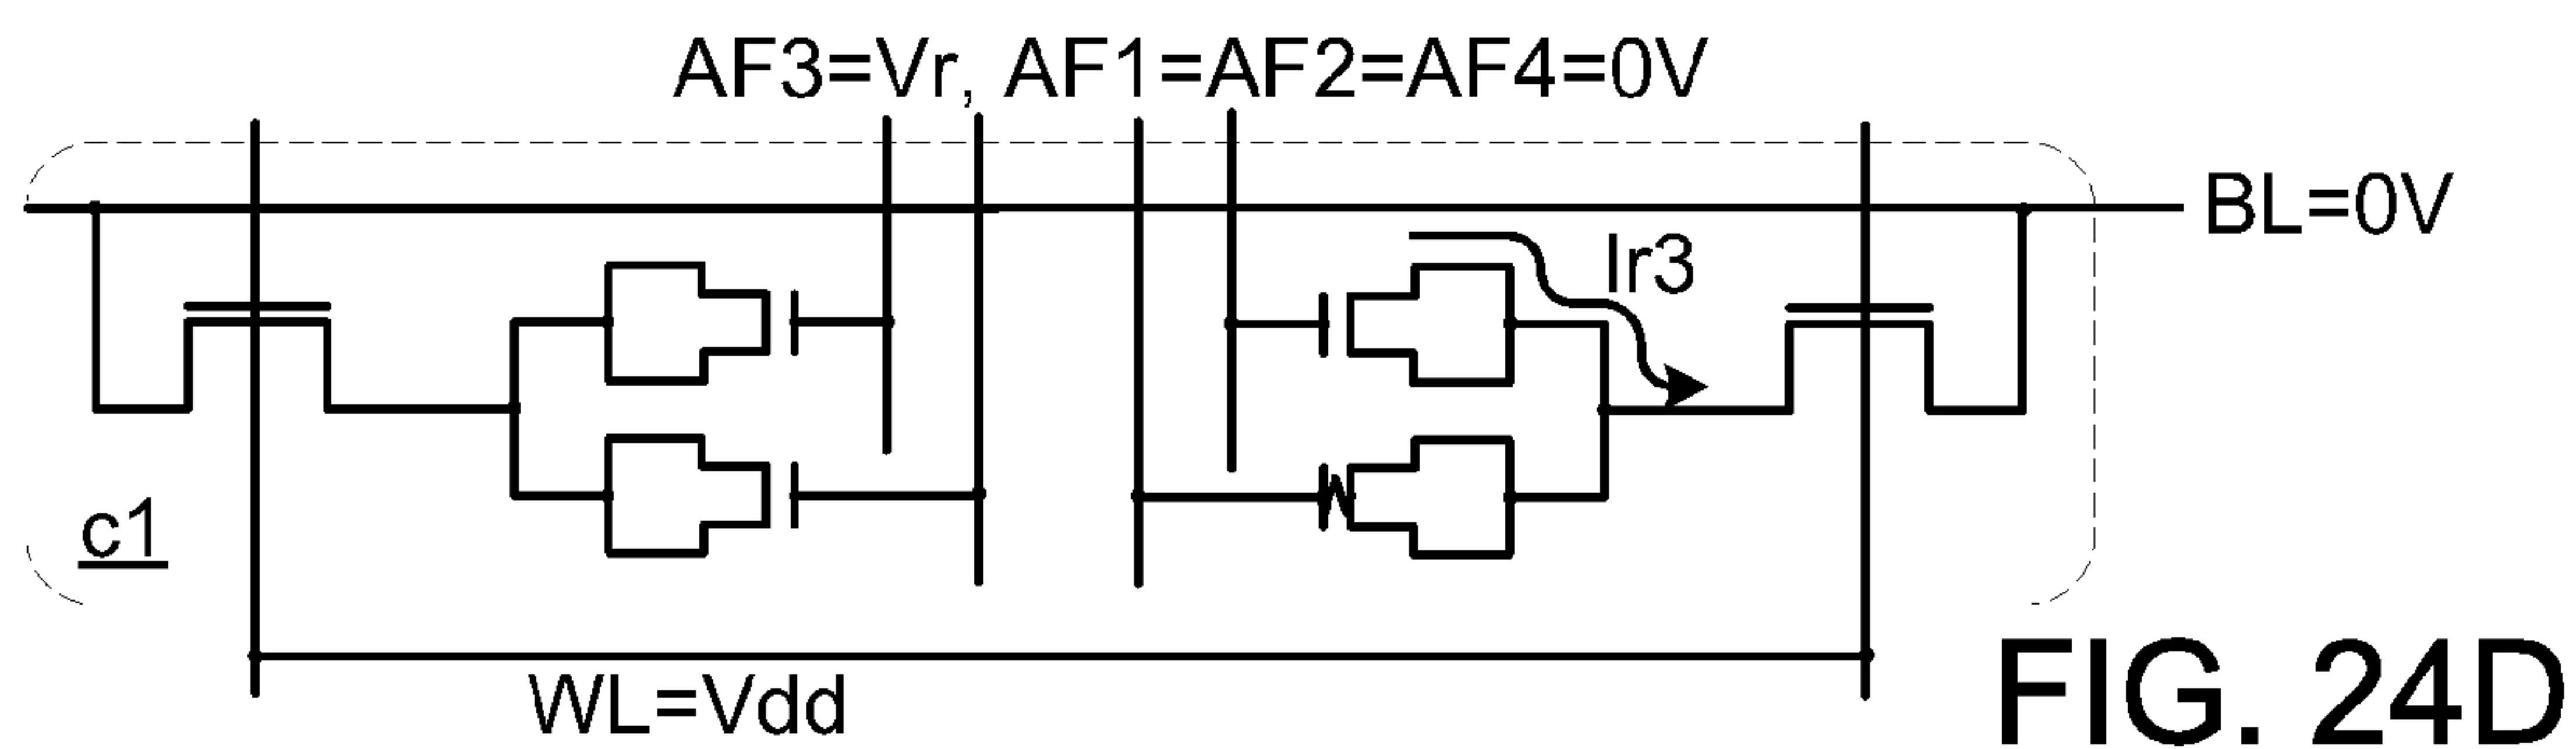 AF3=Vr, AF1=AF2=AF4=0V
BL=0V
Ir3
c1
WL=Vdd
FIG. 24D